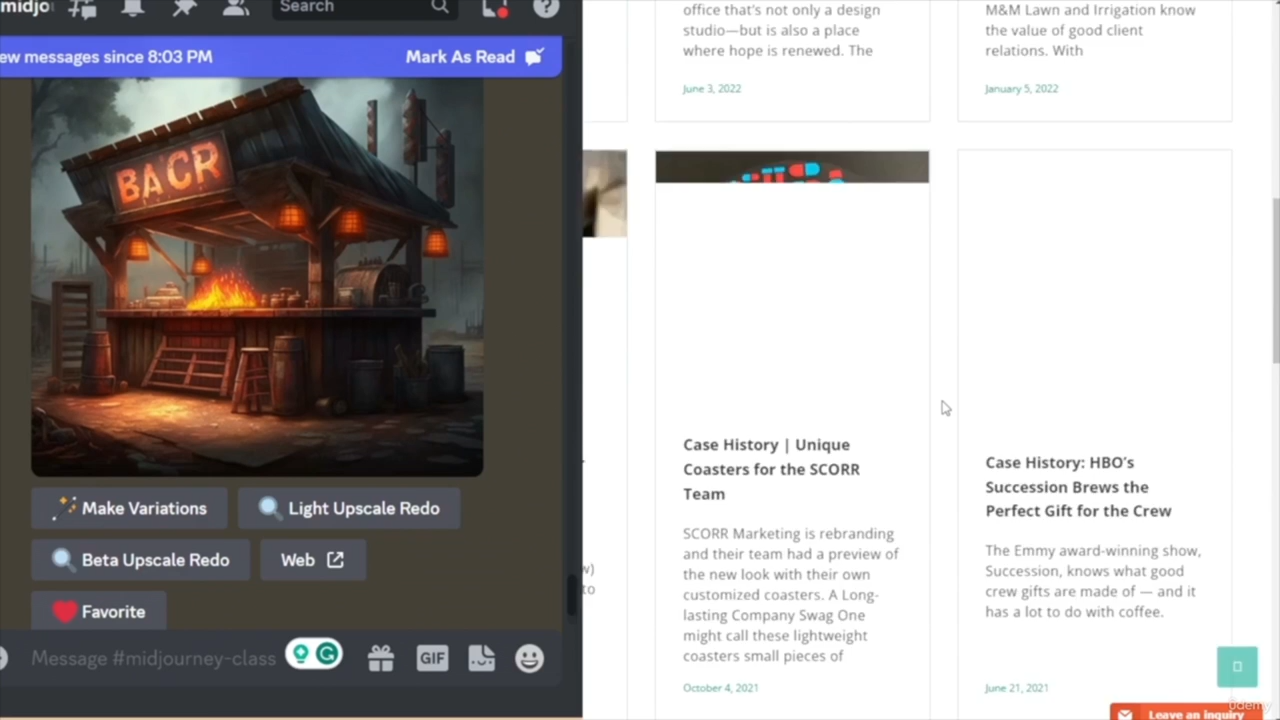 midjo
Search
ew messages since 8:03 PM
Mark As Read
BACR
Make Variations
Light Upscale Redo
Beta Upscale Redo
Web
Favorite
Message #midjourney-class
GIF
office that's not only a design
studio—but is also a place
where hope is renewed. The
June 3, 2022
M&M Lawn and Irrigation know
the value of good client
relations. With
January 5, 2022
w)
to
Case History | Unique
Coasters for the SCORR
Team
SCORR Marketing is rebranding
and their team had a preview of
the new look with their own
customized coasters. A Long-
lasting Company Swag One
might call these lightweight
coasters small pieces of
October 4, 2021
Case History: HBO's
Succession Brews the
Perfect Gift for the Crew
The Emmy award-winning show,
Succession, knows what good
crew gifts are made of — and it
has a lot to do with coffee.
June 21, 2021
Leave an inquiry
ûdemy